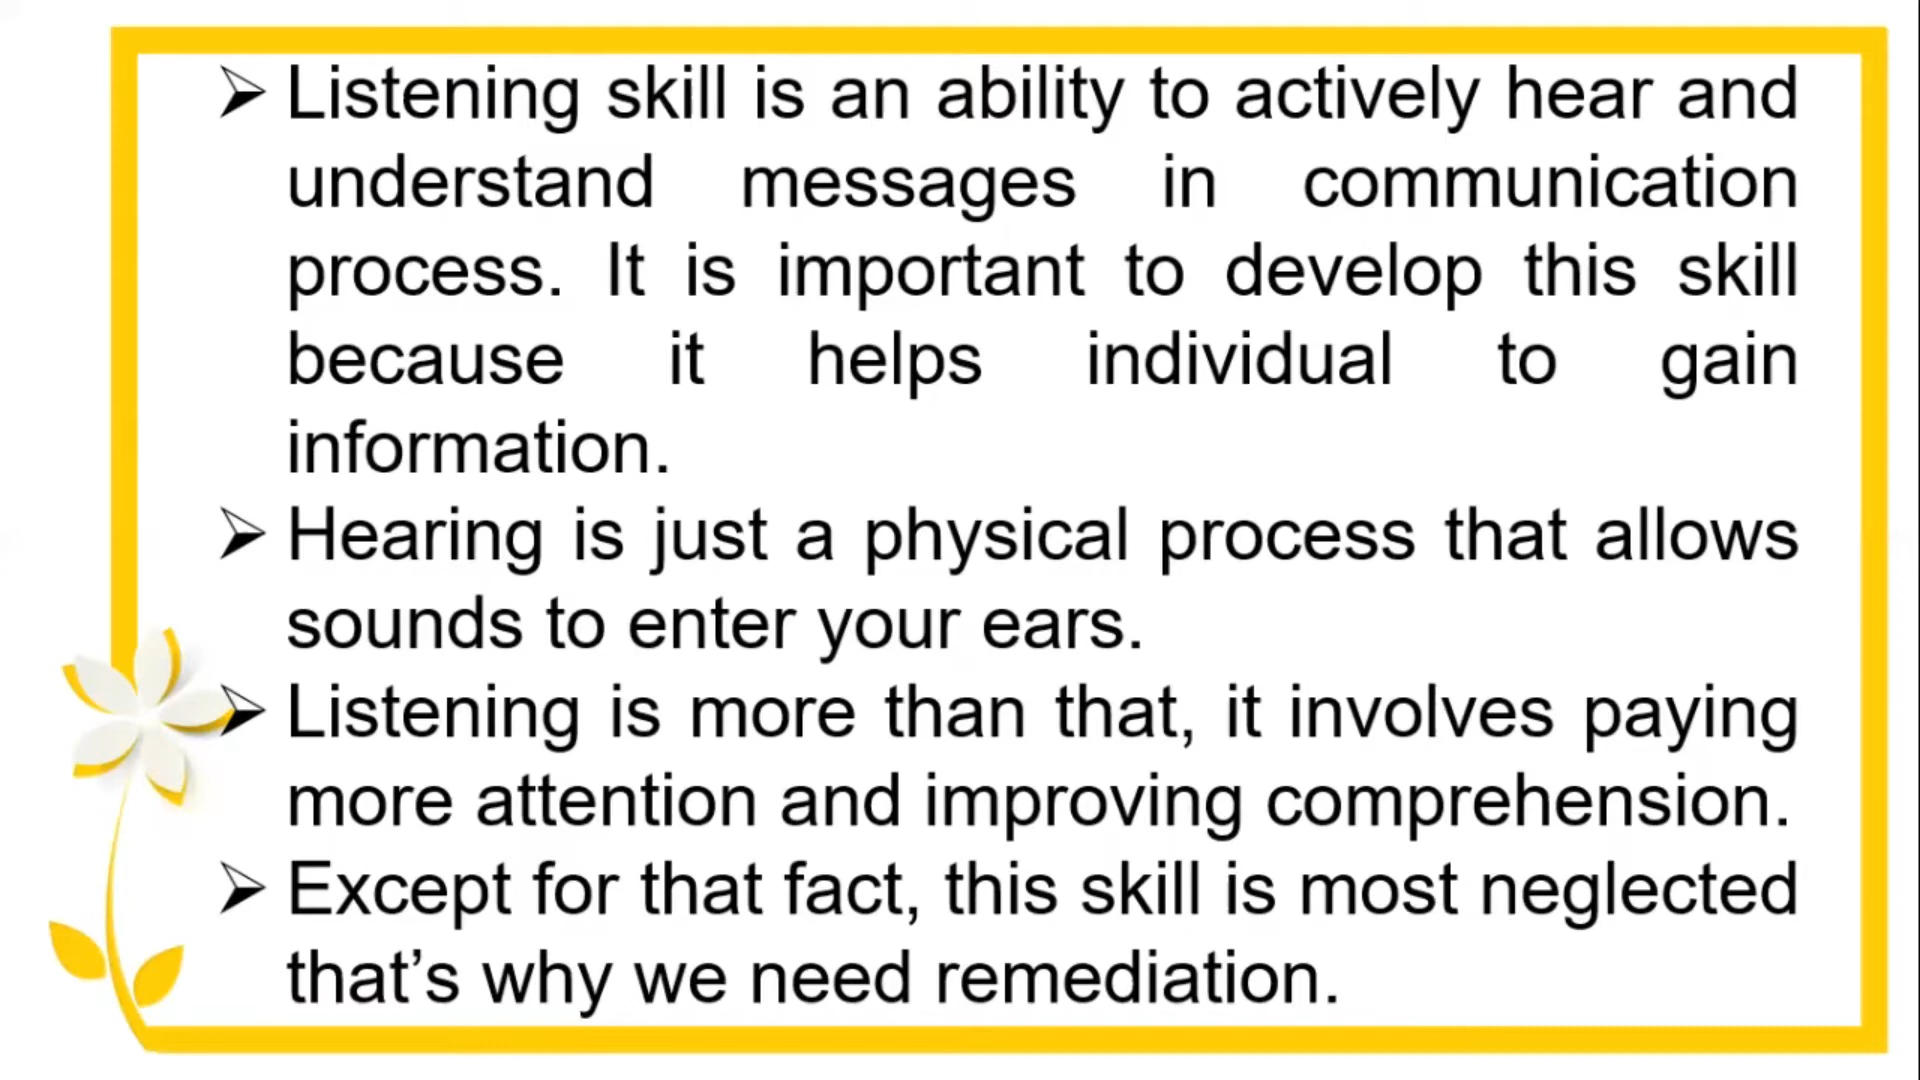 ➢ Listening skill is an ability to actively hear and
understand messages in communication
process. It is important to develop this skill
because it helps individual to gain
information.
➢ Hearing is just a physical process that allows
sounds to enter your ears.
➢ Listening is more than that, it involves paying
more attention and improving comprehension.
➢ Except for that fact, this skill is most neglected
that’s why we need remediation.